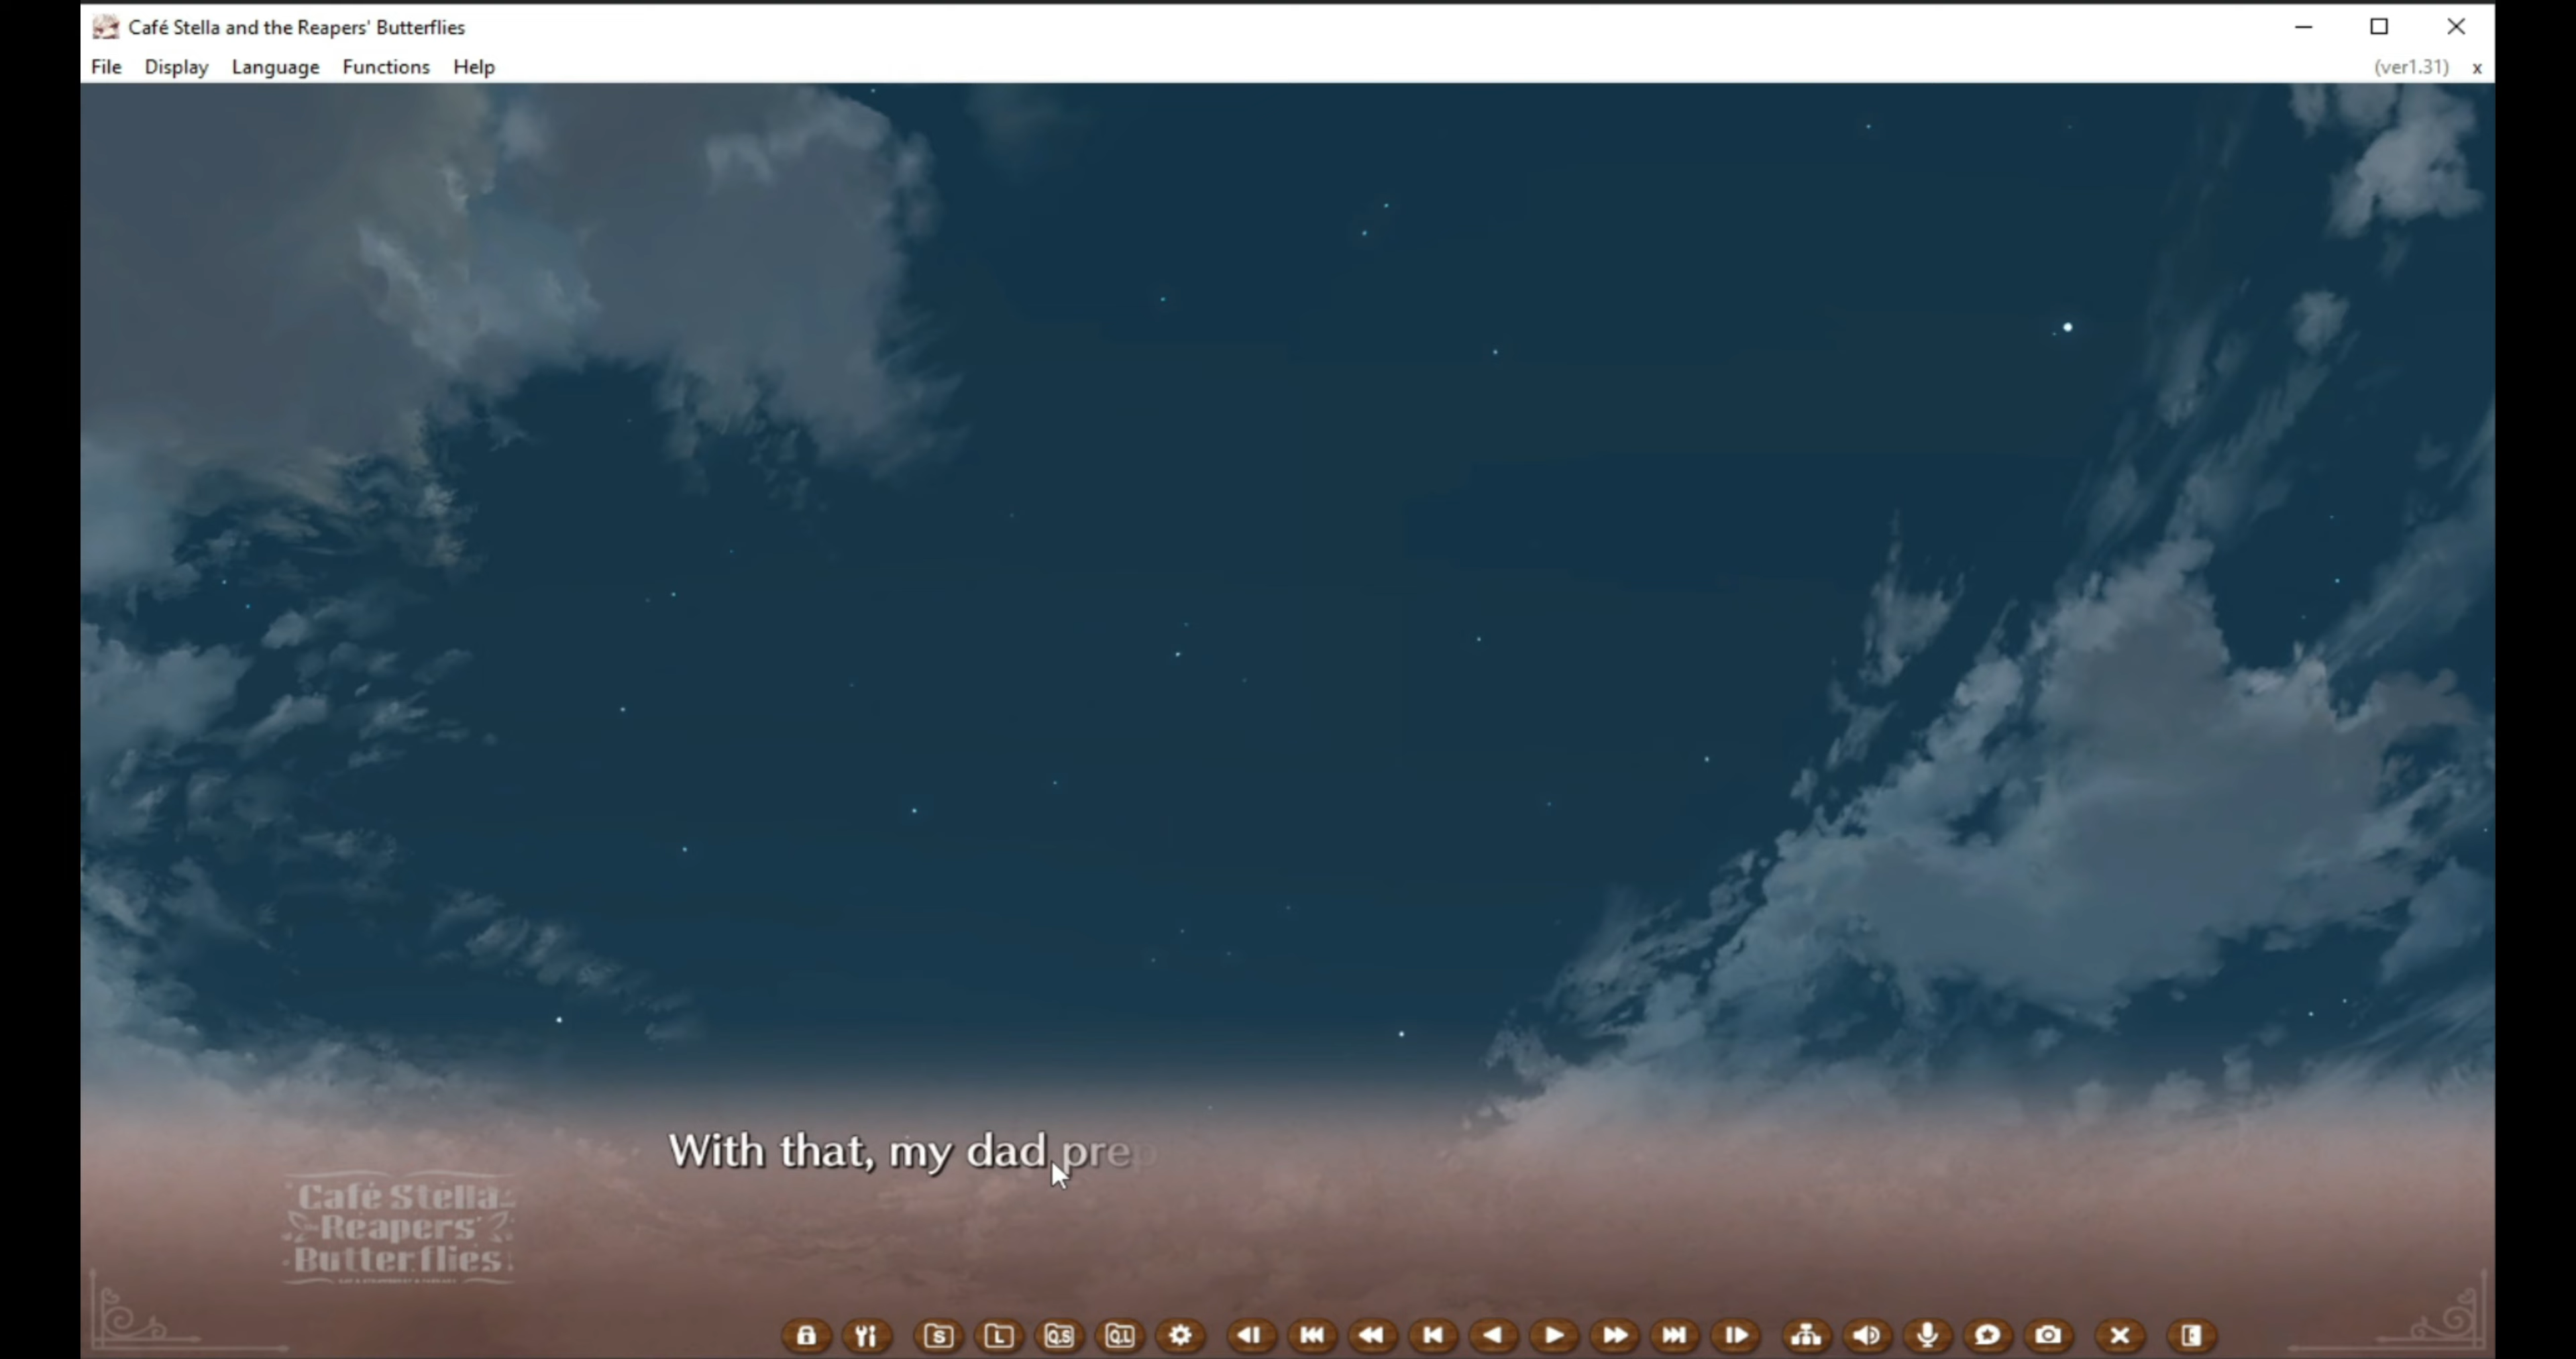 Café Stella and the Reapers' Butterflies
File Display Language Functions Help
(ver1.31) x
With that, my dad prep
Café Stella
Reapers'
Butterflies
S L Q.S Q.L